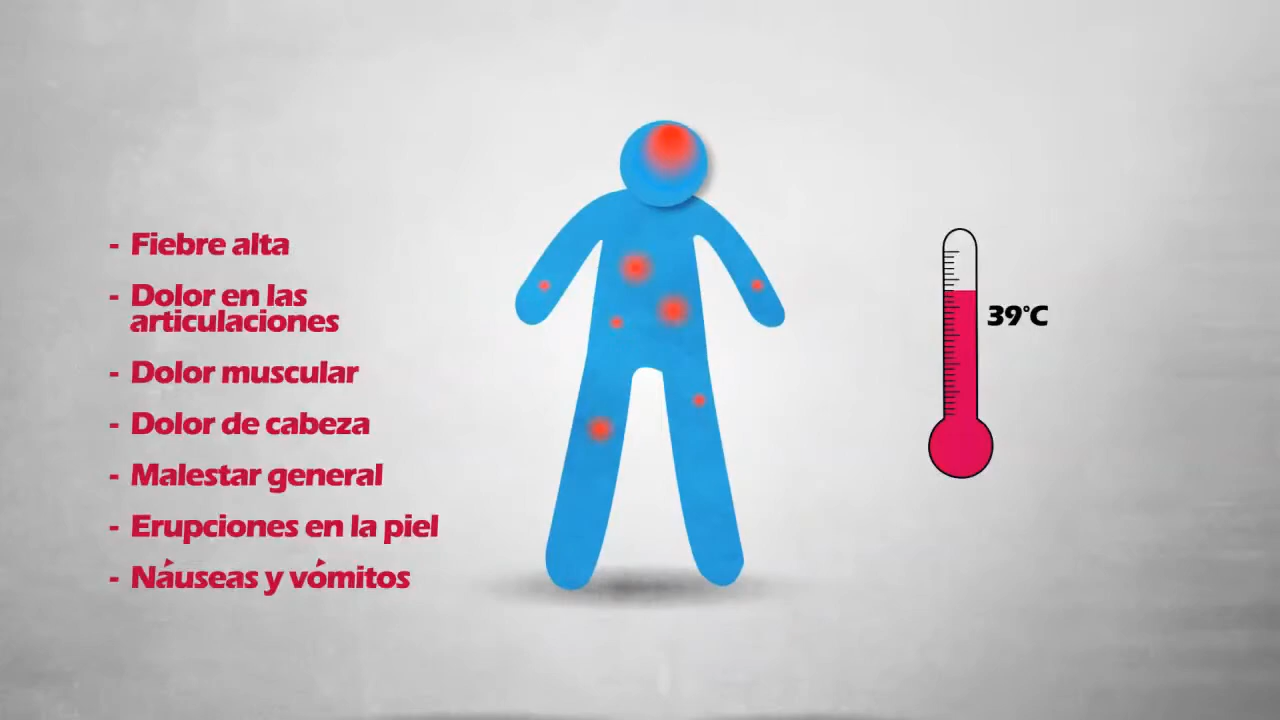 - Fiebre alta
- Dolor en las
articulaciones
- Dolor muscular
- Dolor de cabeza
- Malestar general
- Erupciones en la piel
- Náuseas y vómitos
39°C